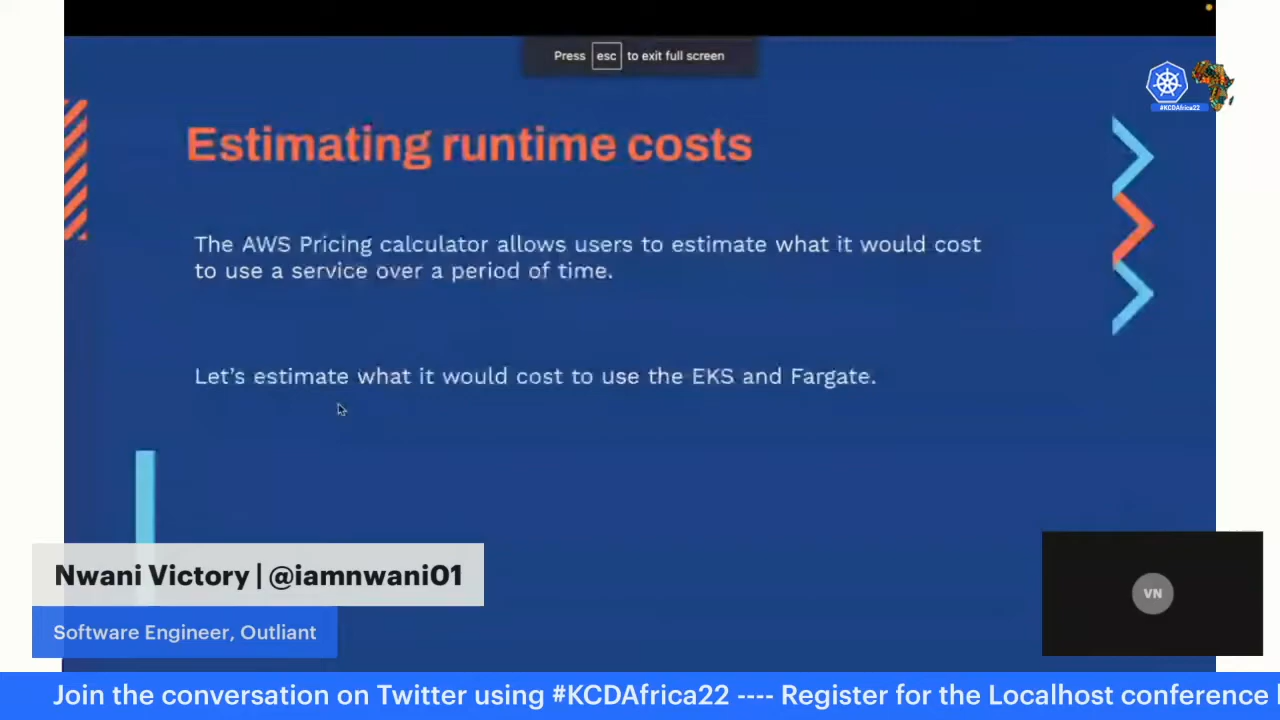 Press esc to exit full screen
#KCDAfrica22
Estimating runtime costs
The AWS Pricing calculator allows users to estimate what it would cost
to use a service over a period of time.
Let's estimate what it would cost to use the EKS and Fargate.
Nwani Victory | @iamnwani01
VN
Software Engineer, Outliant
Join the conversation on Twitter using #KCDAfrica22 ---- Register for the Localhost conference